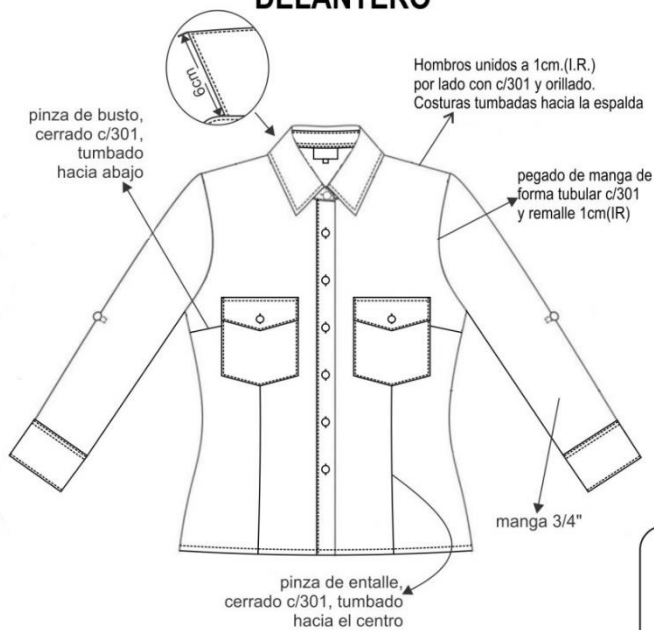 DELANTERO
6cm
Hombros unidos a 1cm.(I.R.)
por lado con c/301 y orillado.
Costuras tumbadas hacia la espalda
pinza de busto,
cerrado c/301,
tumbado
hacia abajo
pegado de manga de
forma tubular c/301
y remalle 1cm(IR)
manga 3/4"
pinza de entalle,
cerrado c/301, tumbado
hacia el centro